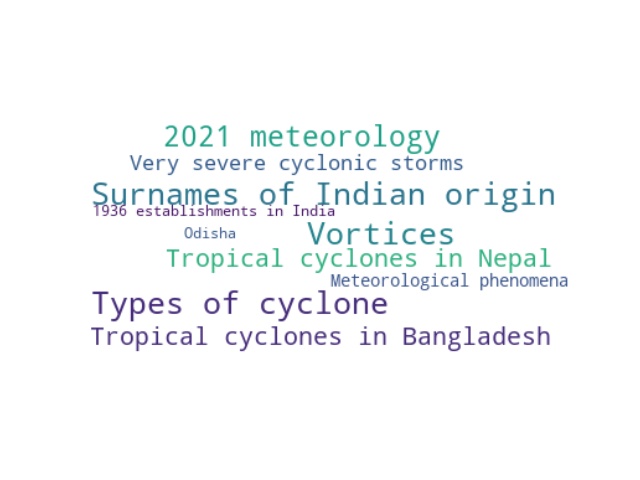 2021 meteorology
Very severe cyclonic storms
Surnames of Indian origin
1936 establishments in India
Odisha
Vortices
Tropical cyclones in Nepal
Meteorological phenomena
Types of cyclone
Tropical cyclones in Bangladesh